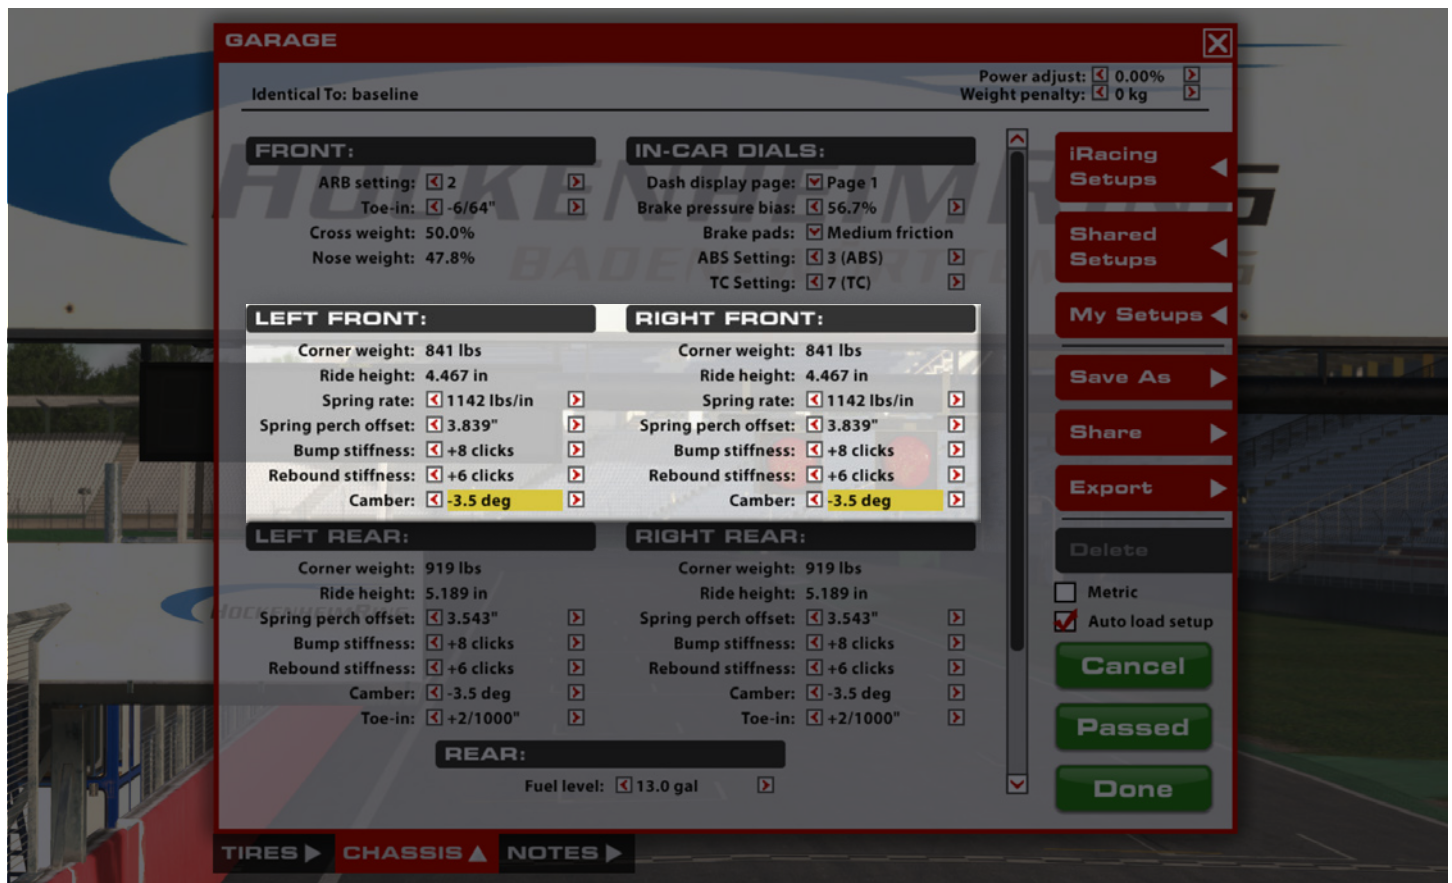 GARAGE
Identical To: baseline
Power adjust: 0.00%
Weight penalty: 0 kg
FRONT:
ARB setting: 2
Toe-in: -6/64"
Cross weight: 50.0%
Nose weight: 47.8%
IN-CAR DIALS:
Dash display page: Page 1
Brake pressure bias: 56.7%
Brake pads: Medium friction
ABS Setting: 3 (ABS)
TC Setting: 7 (TC)
LEFT FRONT:
Corner weight: 841 lbs
Ride height: 4.467 in
Spring rate: 1142 lbs/in
Spring perch offset: 3.839"
Bump stiffness: +8 clicks
Rebound stiffness: +6 clicks
Camber: -3.5 deg
RIGHT FRONT:
Corner weight: 841 lbs
Ride height: 4.467 in
Spring rate: 1142 lbs/in
Spring perch offset: 3.839"
Bump stiffness: +8 clicks
Rebound stiffness: +6 clicks
Camber: -3.5 deg
LEFT REAR:
Corner weight: 919 lbs
Ride height: 5.189 in
Spring perch offset: 3.543"
Bump stiffness: +8 clicks
Rebound stiffness: +6 clicks
Camber: -3.5 deg
Toe-in: +2/1000"
RIGHT REAR:
Corner weight: 919 lbs
Ride height: 5.189 in
Spring perch offset: 3.543"
Bump stiffness: +8 clicks
Rebound stiffness: +6 clicks
Camber: -3.5 deg
Toe-in: +2/1000"
REAR:
Fuel level: 13.0 gal
iRacing
Setups
Shared
Setups
My Setups
Save As
Share
Export
Delete
Metric
Auto load setup
Cancel
Passed
Done
TIRES CHASSIS NOTES
HOCKENHEIMRING
BADEN-WÜRTTEMBERG
HOCKENHEIMRING